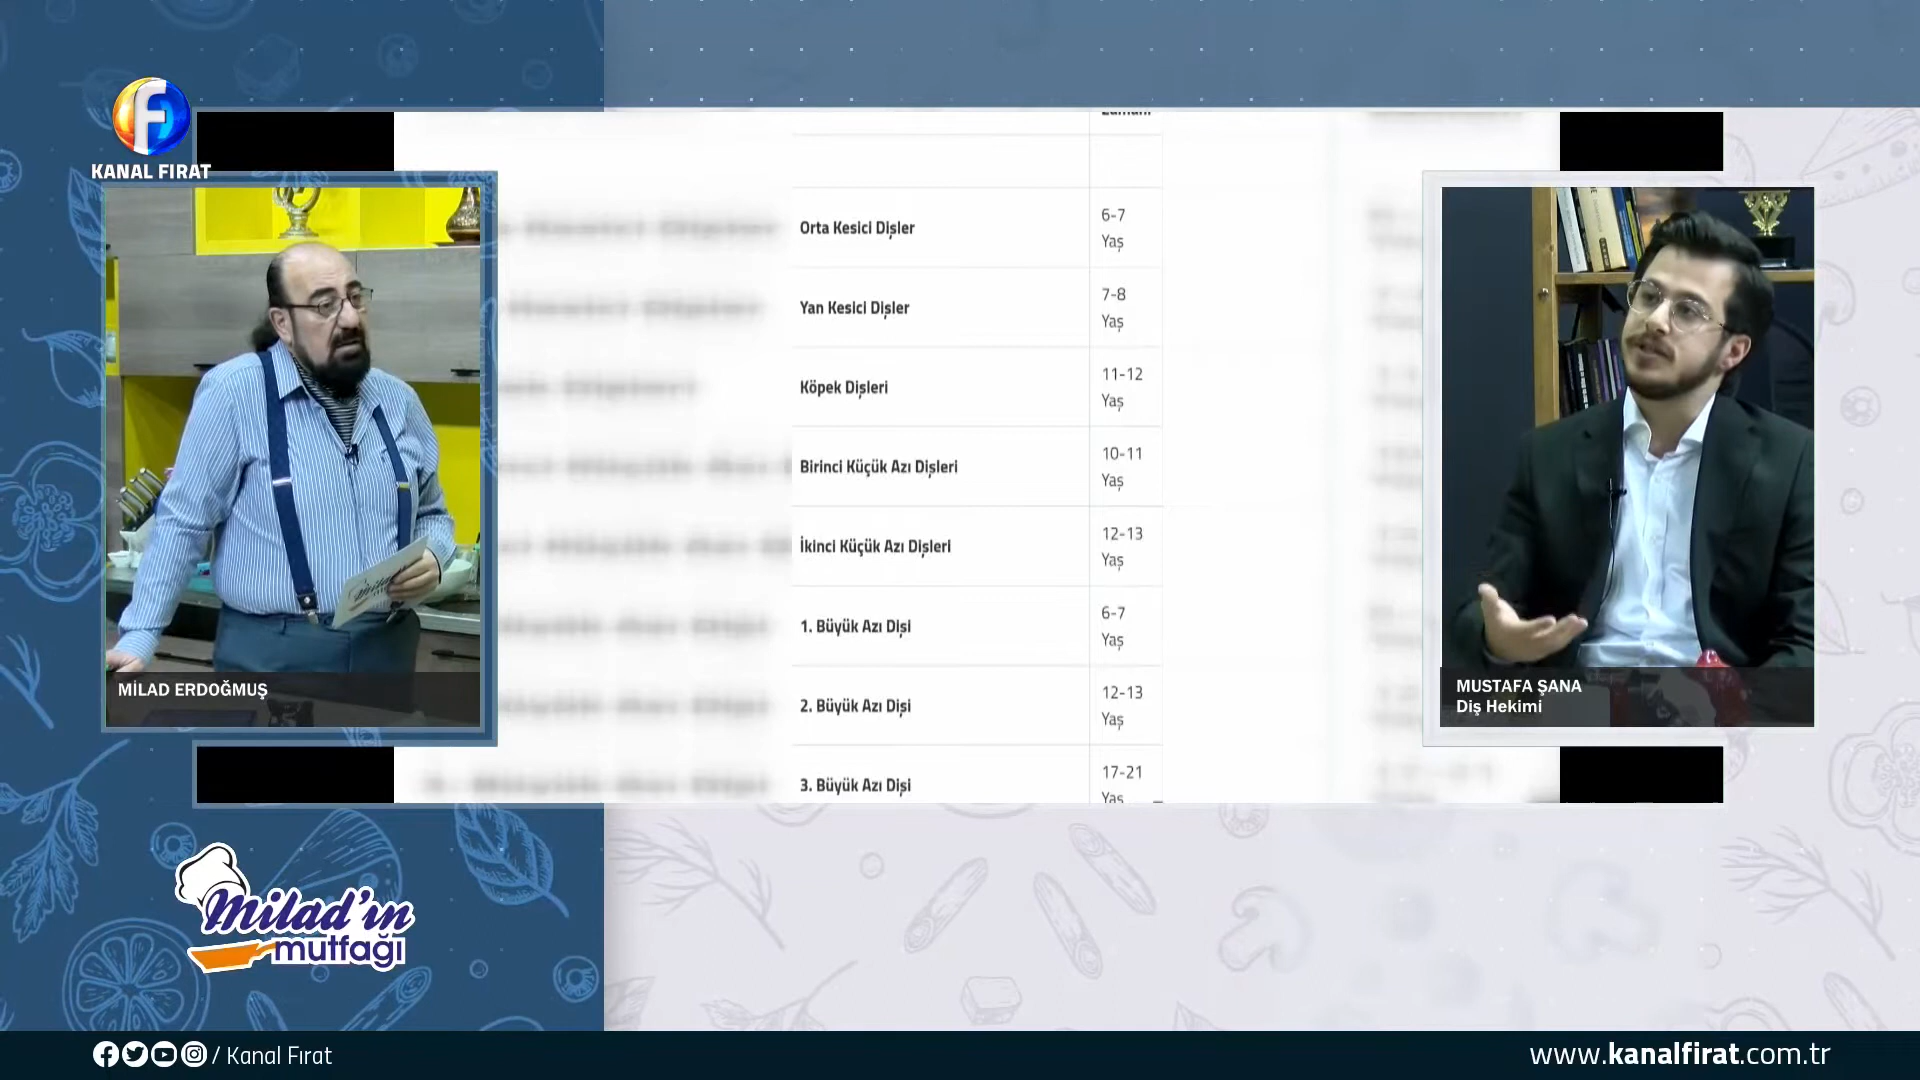 KANAL FIRAT
Orta Kesici Dişler
6-7
Yaş
Yan Kesici Dişler
7-8
Yaş
Köpek Dişleri
11-12
Yaş
Birinci Küçük Azı Dişleri
10-11
Yaş
İkinci Küçük Azı Dişleri
12-13
Yaş
1. Büyük Azı Dişi
6-7
Yaş
2. Büyük Azı Dişi
12-13
Yaş
3. Büyük Azı Dişi
17-21
Yaş
MİLAD ERDOĞMUŞ
MUSTAFA ŞANA
Diş Hekimi
Milad'ın
mutfağı
/ Kanal Fırat
www.kanalfirat.com.tr